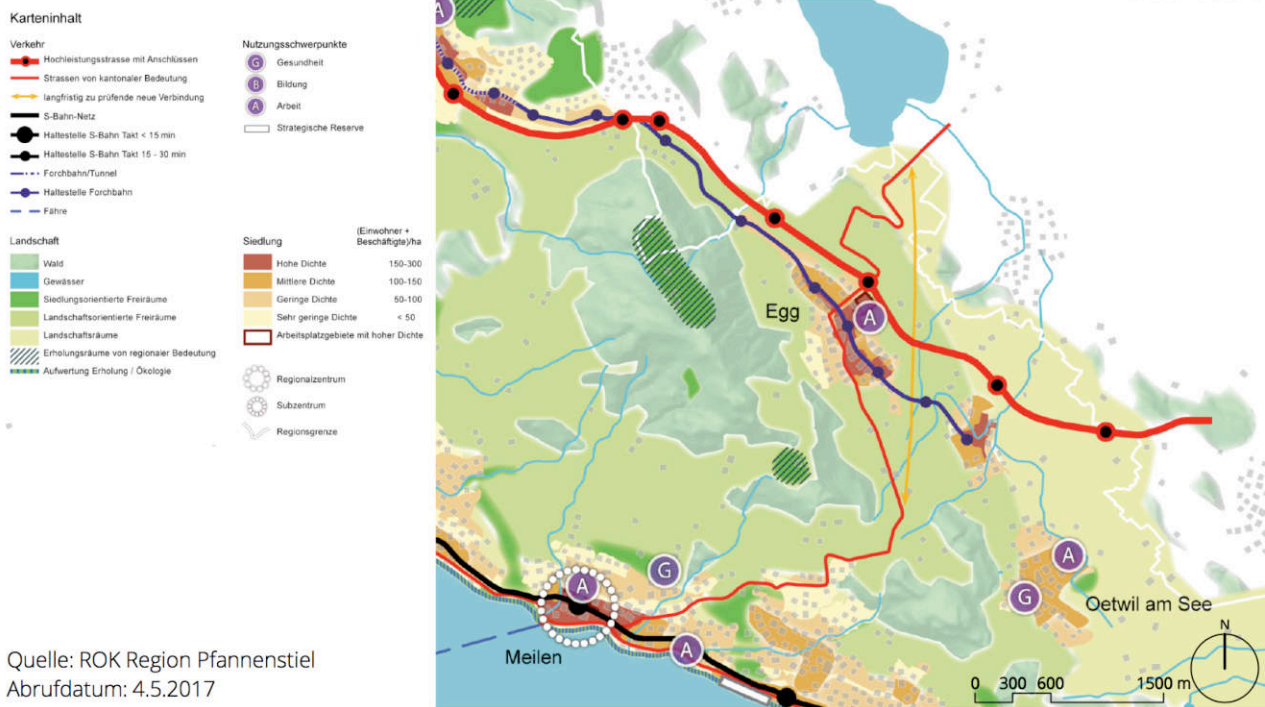 Karteninhalt
Verkehr
Hochleistungsstrasse mit Anschlüssen
Strassen von kantonaler Bedeutung
langfristig zu prüfende neue Verbindung
S-Bahn-Netz
Haltestelle S-Bahn Takt < 15 min
Haltestelle S-Bahn Takt 15 - 30 min
Forchbahn/Tunnel
Haltestelle Forchbahn
Fähre
Nutzungsschwerpunkte
G Gesundheit
B Bildung
A Arbeit
Strategische Reserve
Landschaft
Wald
Gewässer
Siedlungsorientierte Freiräume
Landschaftsorientierte Freiräume
Landschaftsräume
Erholungsräume von regionaler Bedeutung
Aufwertung Erholung / Ökologie
Siedlung (Einwohner +
Beschäftigte)/ha
Hohe Dichte 150-300
Mittlere Dichte 100-150
Geringe Dichte 50-100
Sehr geringe Dichte < 50
Arbeitsplatzgebiete mit hoher Dichte
Regionalzentrum
Subzentrum
Regionsgrenze
A
Egg
A
A
G
A
G
Oetwil am See
A
Meilen
N
0 300 600 1500 m
Quelle: ROK Region Pfannenstiel
Abrufdatum: 4.5.2017